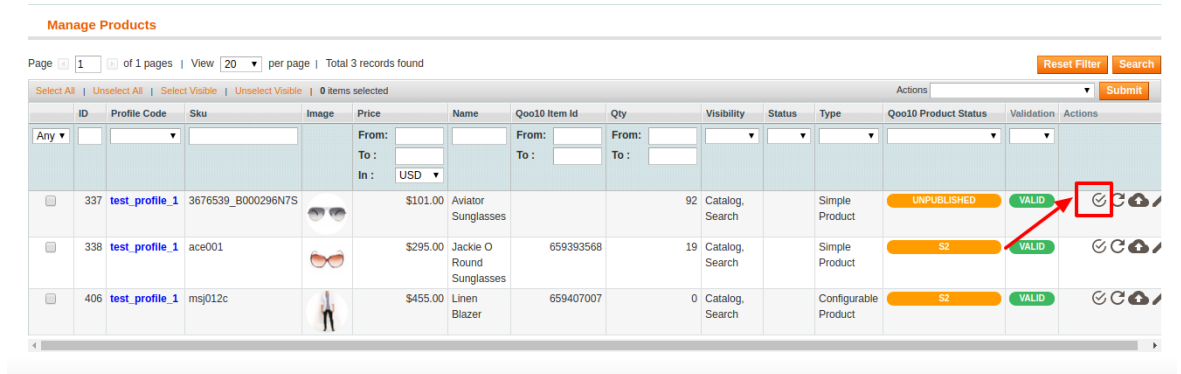 Manage Products
Page 1 of 1 pages | View 20 per page | Total 3 records found
Reset Filter Search
Select All | Unselect All | Select Visible | Unselect Visible | 0 items selected Actions Submit
ID Profile Code Sku Image Price Name Qoo10 Item Id Qty Visibility Status Type Qoo10 Product Status Validation Actions
Any From: From: From:
To : To : To :
In : USD
337 test_profile_1 3676539_B000296N7S $101.00 Aviator 92 Catalog, Simple UNPUBLISHED VALID
Sunglasses Search Product
338 test_profile_1 ace001 $295.00 Jackie O 659393568 19 Catalog, Simple S2 VALID
Round Search Product
Sunglasses
406 test_profile_1 msj012c $455.00 Linen 659407007 0 Catalog, Configurable S2 VALID
Blazer Search Product